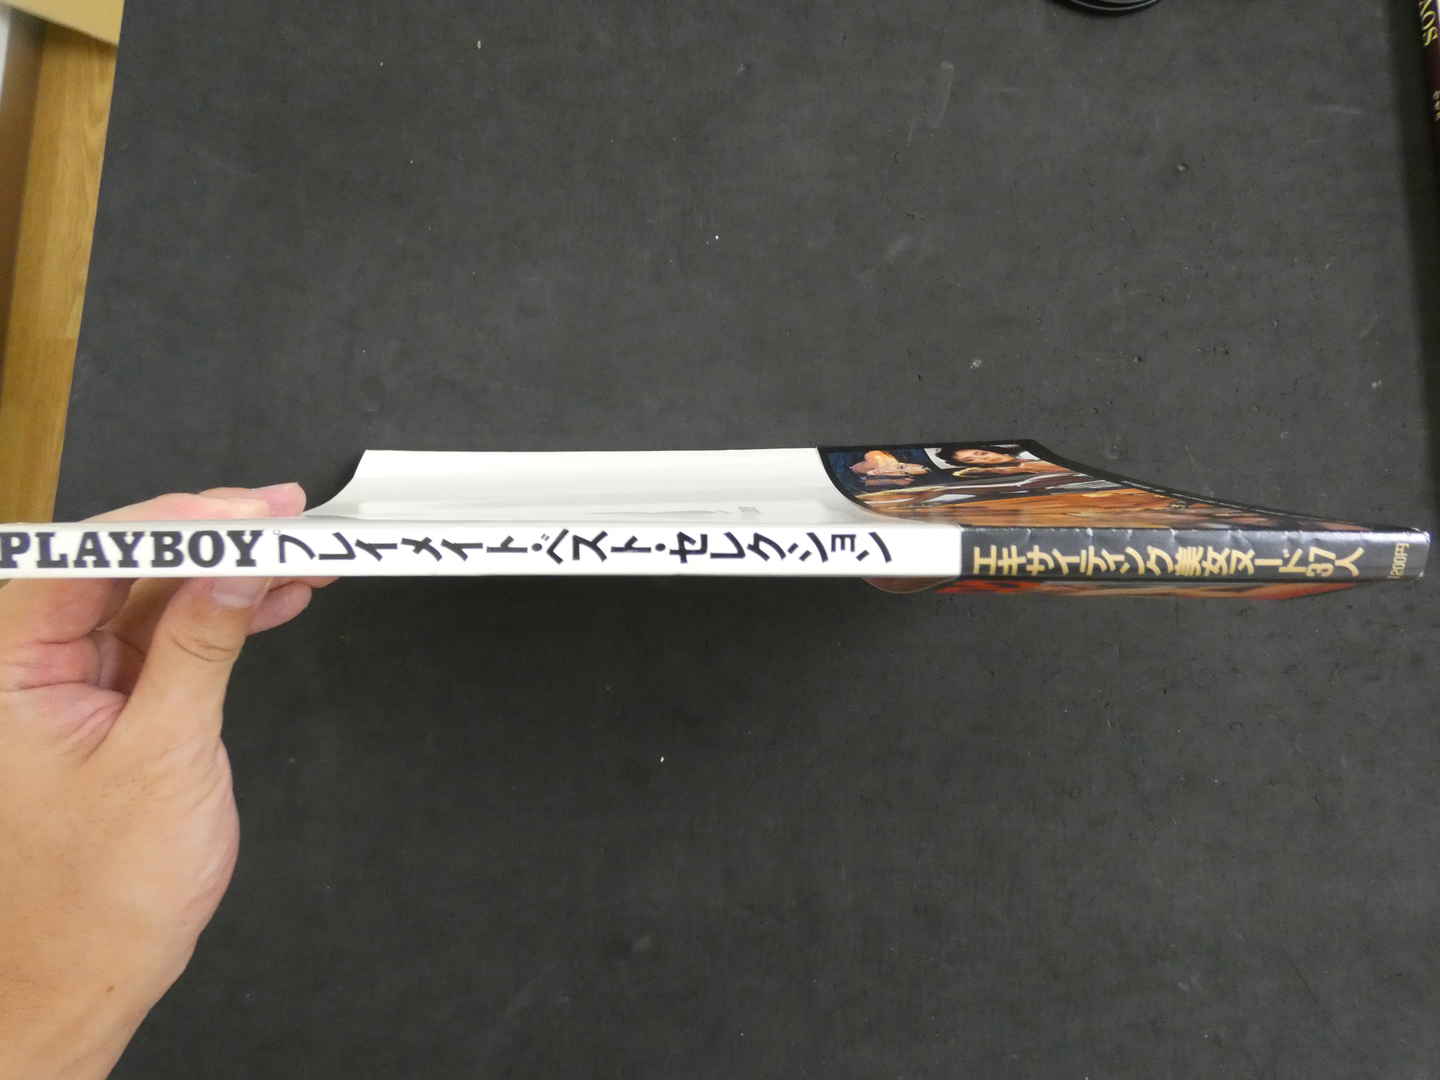 PLAYBOY プレイメイト・ベスト・セレクション
エキサイティング美女ヌード37人
1200円